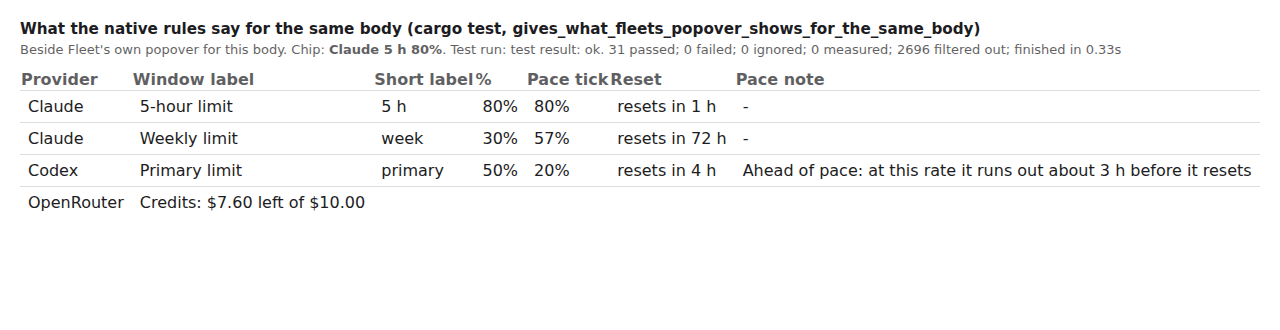 What the native rules say for the same body (cargo test, gives_what_fleets_popover_shows_for_the_same_body)
Beside Fleet's own popover for this body. Chip: Claude 5 h 80%. Test run: test result: ok. 31 passed; 0 failed; 0 ignored; 0 measured; 2696 filtered out; finished in 0.33s
Provider Window label Short label % Pace tick Reset Pace note
Claude 5-hour limit 5 h 80% 80% resets in 1 h -
Claude Weekly limit week 30% 57% resets in 72 h -
Codex Primary limit primary 50% 20% resets in 4 h Ahead of pace: at this rate it runs out about 3 h before it resets
OpenRouter Credits: $7.60 left of $10.00